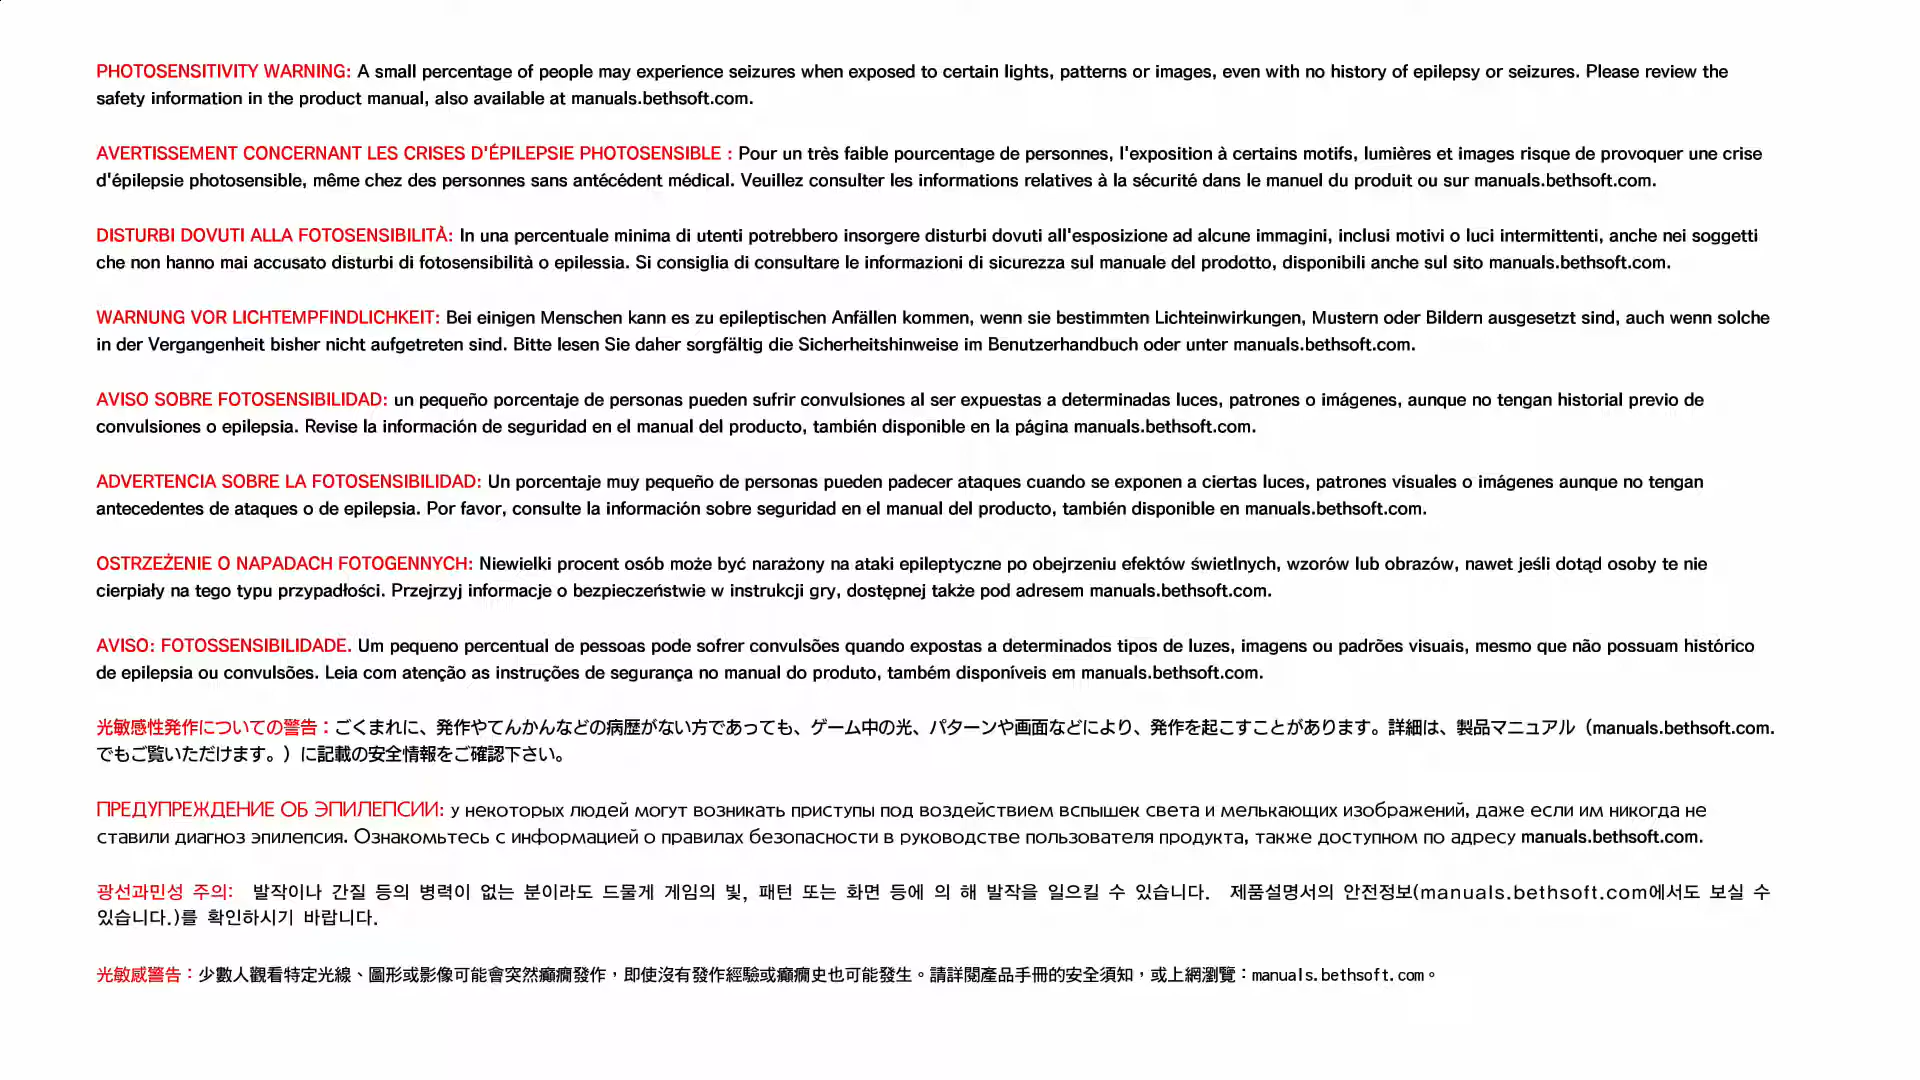 PHOTOSENSITIVITY WARNING: A small percentage of people may experience seizures when exposed to certain lights, patterns or images, even with no history of epilepsy or seizures. Please review the
safety information in the product manual, also available at manuals.bethsoft.com.
AVERTISSEMENT CONCERNANT LES CRISES D'ÉPILEPSIE PHOTOSENSIBLE : Pour un très faible pourcentage de personnes, l'exposition à certains motifs, lumières et images risque de provoquer une crise
d'épilepsie photosensible, même chez des personnes sans antécédent médical. Veuillez consulter les informations relatives à la sécurité dans le manuel du produit ou sur manuals.bethsoft.com.
DISTURBI DOVUTI ALLA FOTOSENSIBILITÀ: In una percentuale minima di utenti potrebbero insorgere disturbi dovuti all'esposizione ad alcune immagini, inclusi motivi o luci intermittenti, anche nei soggetti
che non hanno mai accusato disturbi di fotosensibilità o epilessia. Si consiglia di consultare le informazioni di sicurezza sul manuale del prodotto, disponibili anche sul sito manuals.bethsoft.com.
WARNUNG VOR LICHTEMPFINDLICHKEIT: Bei einigen Menschen kann es zu epileptischen Anfällen kommen, wenn sie bestimmten Lichteinwirkungen, Mustern oder Bildern ausgesetzt sind, auch wenn solche
in der Vergangenheit bisher nicht aufgetreten sind. Bitte lesen Sie daher sorgfältig die Sicherheitshinweise im Benutzerhandbuch oder unter manuals.bethsoft.com.
AVISO SOBRE FOTOSENSIBILIDAD: un pequeño porcentaje de personas pueden sufrir convulsiones al ser expuestas a determinadas luces, patrones o imágenes, aunque no tengan historial previo de
convulsiones o epilepsia. Revise la información de seguridad en el manual del producto, también disponible en la página manuals.bethsoft.com.
ADVERTENCIA SOBRE LA FOTOSENSIBILIDAD: Un porcentaje muy pequeño de personas pueden padecer ataques cuando se exponen a ciertas luces, patrones visuales o imágenes aunque no tengan
antecedentes de ataques o de epilepsia. Por favor, consulte la información sobre seguridad en el manual del producto, también disponible en manuals.bethsoft.com.
OSTRZEŻENIE O NAPADACH FOTOGENNYCH: Niewielki procent osób może być narażony na ataki epileptyczne po obejrzeniu efektów świetlnych, wzorów lub obrazów, nawet jeśli dotąd osoby te nie
cierpiały na tego typu przypadłości. Przejrzyj informacje o bezpieczeństwie w instrukcji gry, dostępnej także pod adresem manuals.bethsoft.com.
AVISO: FOTOSSENSIBILIDADE. Um pequeno percentual de pessoas pode sofrer convulsões quando expostas a determinados tipos de luzes, imagens ou padrões visuais, mesmo que não possuam histórico
de epilepsia ou convulsões. Leia com atenção as instruções de segurança no manual do produto, também disponíveis em manuals.bethsoft.com.
光敏感性発作についての警告：ごくまれに、発作やてんかんなどの病歴がない方であっても、ゲーム中の光、パターンや画面などにより、発作を起こすことがあります。詳細は、製品マニュアル（manuals.bethsoft.com.
でもご覧いただけます。）に記載の安全情報をご確認下さい。
ПРЕДУПРЕЖДЕНИЕ ОБ ЭПИЛЕПСИИ: у некоторых людей могут возникать приступы под воздействием вспышек света и мелькающих изображений, даже если им никогда не
ставили диагноз эпилепсия. Ознакомьтесь с информацией о правилах безопасности в руководстве пользователя продукта, также доступном по адресу manuals.bethsoft.com.
광선과민성 주의: 발작이나 간질 등의 병력이 없는 분이라도 드물게 게임의 빛, 패턴 또는 화면 등에 의 해 발작을 일으킬 수 있습니다. 제품설명서의 안전정보(manuals.bethsoft.com에서도 보실 수
있습니다.)를 확인하시기 바랍니다.
光敏感警告：少數人觀看特定光線、圖形或影像可能會突然癲癇發作，即使沒有發作經驗或癲癇史也可能發生。請詳閱產品手冊的安全須知，或上網瀏覽：manuals.bethsoft.com。